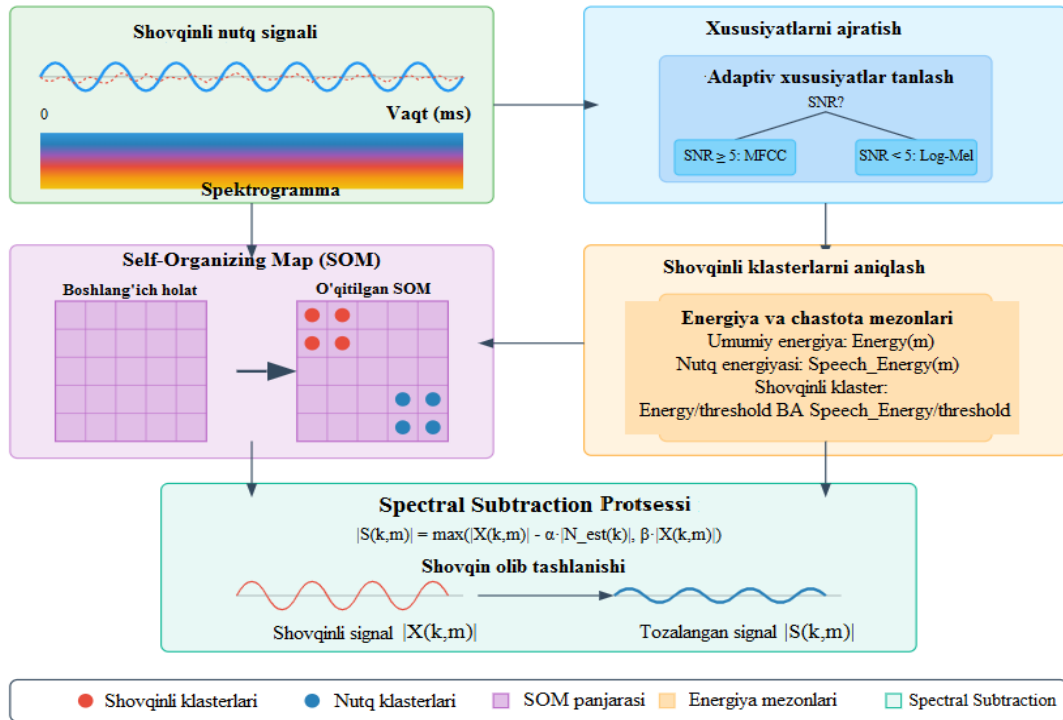 Shovqinli nutq signali
0
Vaqt (ms)
Spektrogramma
Xususiyatlarni ajratish
Adaptiv xususiyatlar tanlash
SNR?
SNR ≥ 5: MFCC
SNR < 5: Log-Mel
Self-Organizing Map (SOM)
Boshlang'ich holat
O'qitilgan SOM
Shovqinli klasterlarni aniqlash
Energiya va chastota mezonlari
Umumiy energiya: Energy(m)
Nutq energiyasi: Speech_Energy(m)
Shovqinli klaster:
Energy/threshold BA Speech_Energy/threshold
Spectral Subtraction Protsessi
|S(k,m)| = max(|X(k,m)| - α·|N_est(k)|, β·|X(k,m)|)
Shovqin olib tashlanishi
Shovqinli signal |X(k,m)|
Tozalangan signal |S(k,m)|
Shovqinli klasterlari
Nutq klasterlari
SOM panjarasi
Energiya mezonlari
Spectral Subtraction